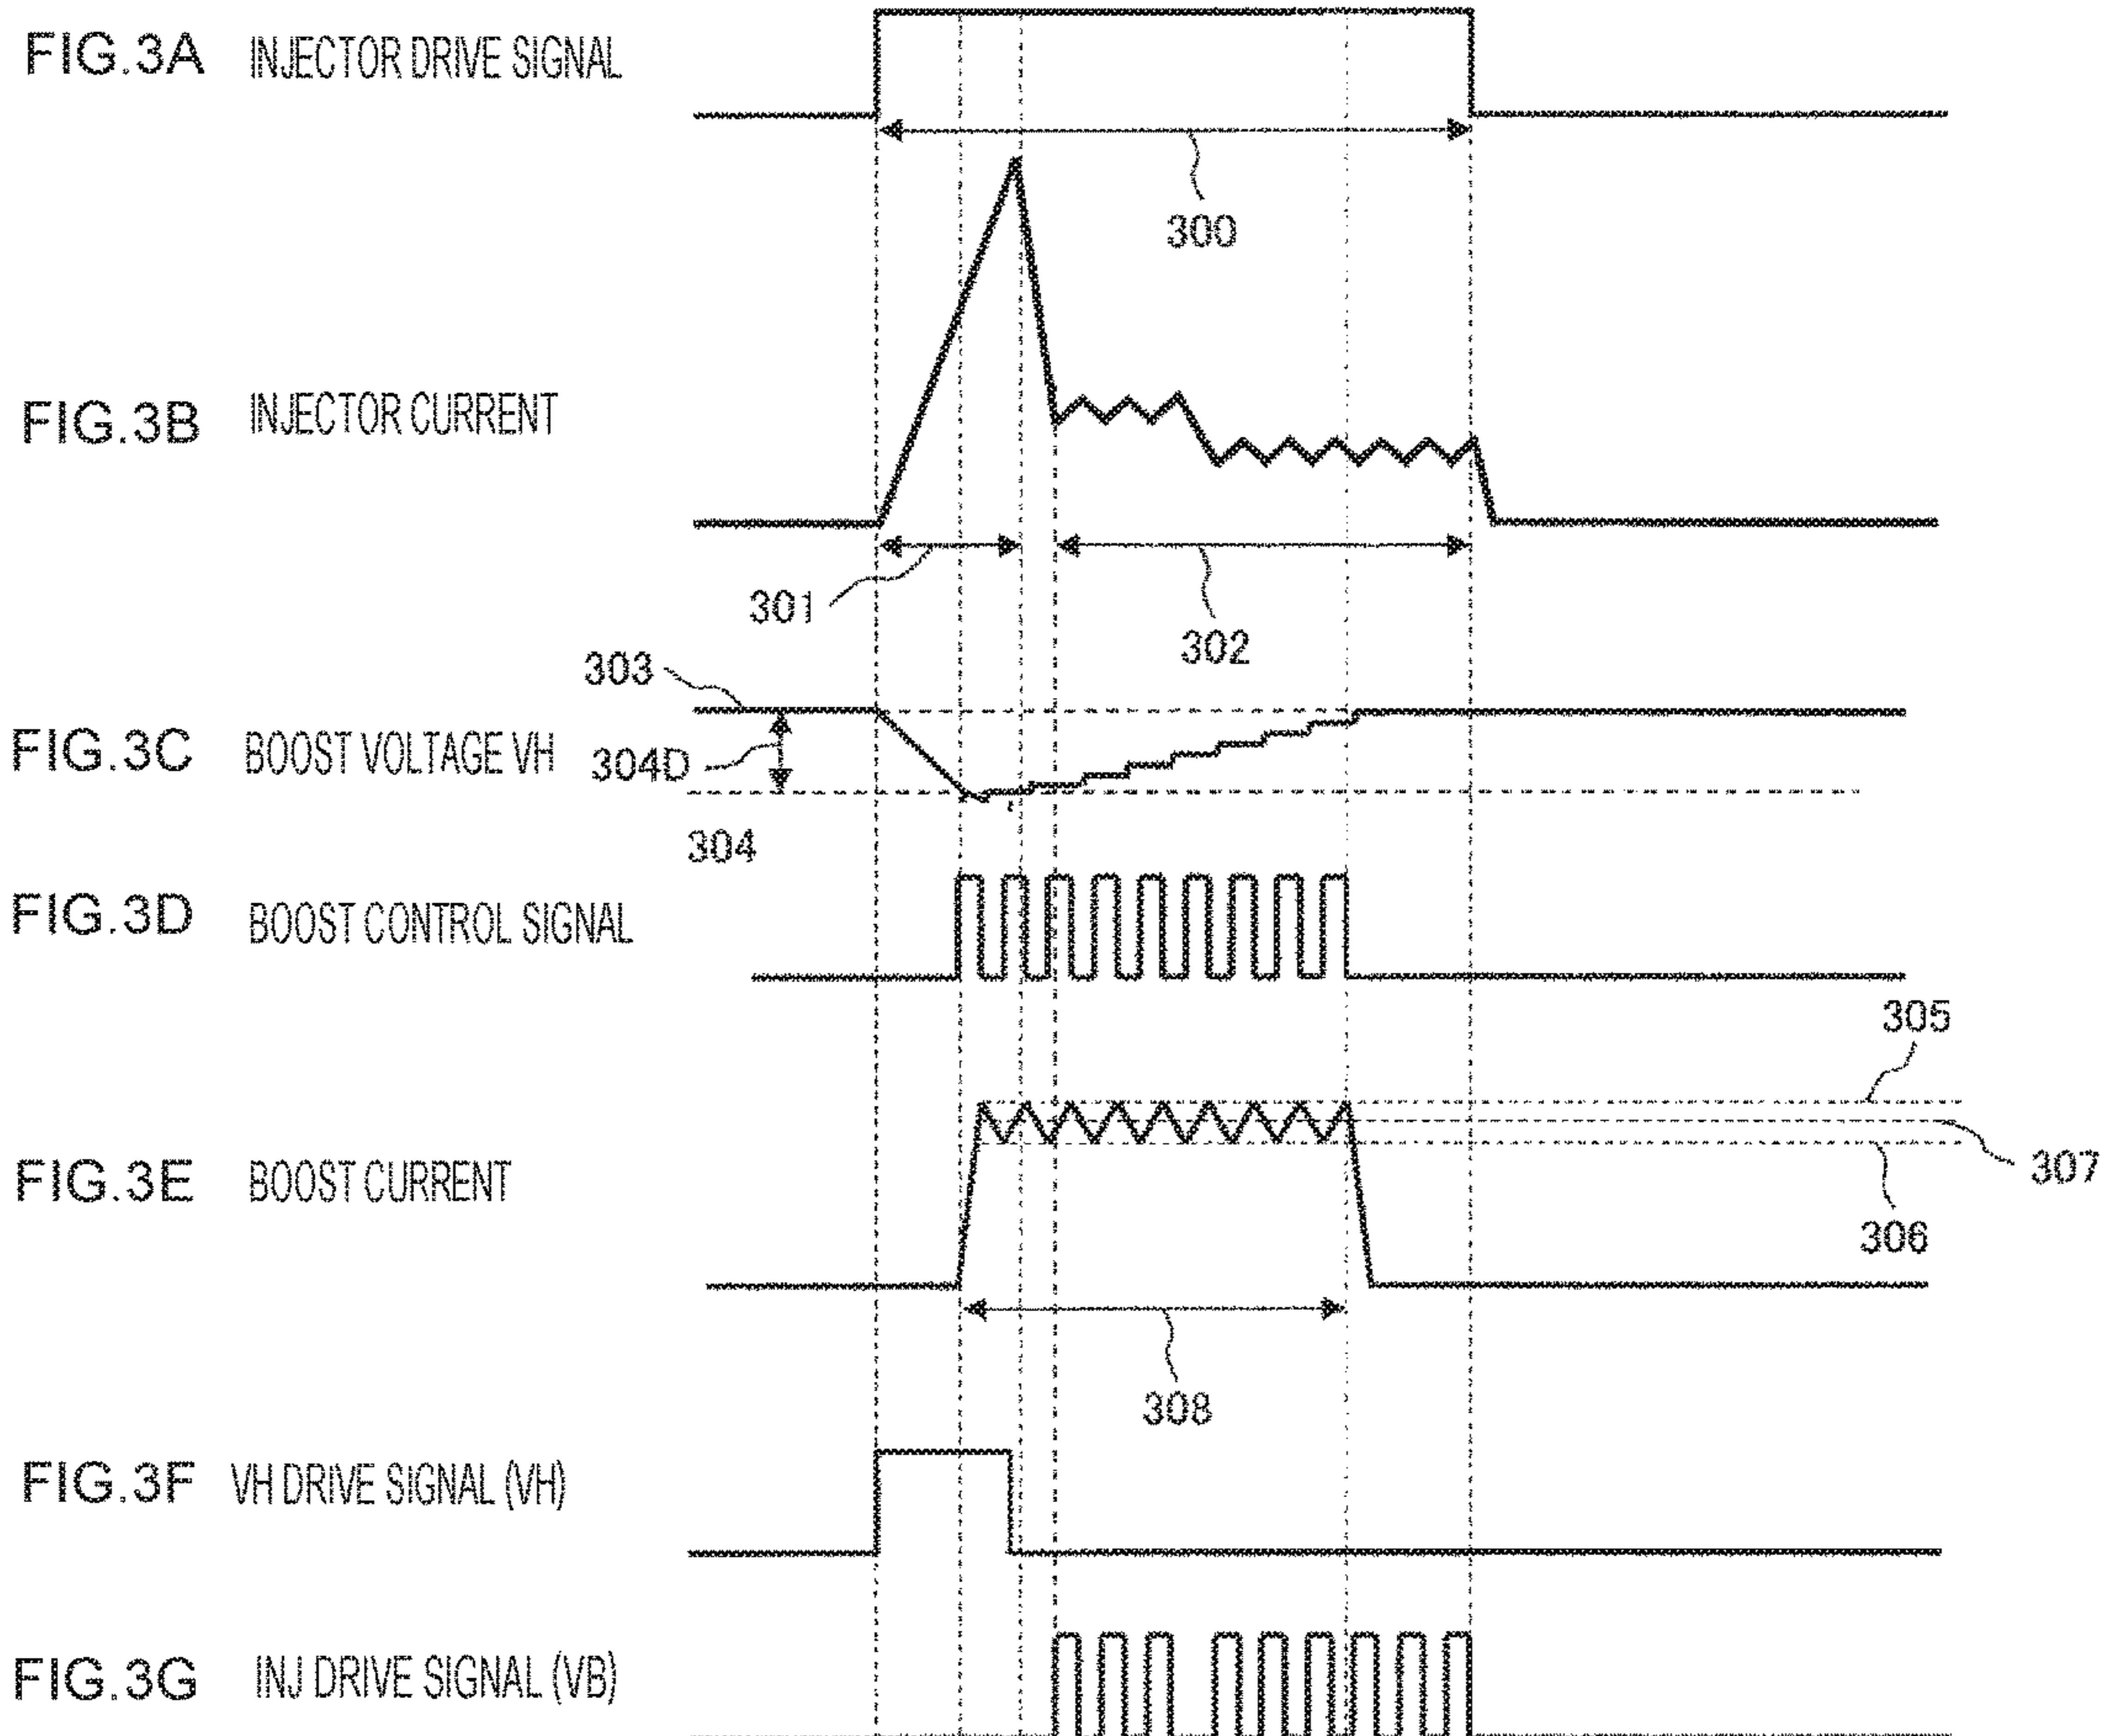 FIG.3A INJECTOR DRIVE SIGNAL
300
FIG.3B INJECTOR CURRENT
301
302
303
FIG.3C BOOST VOLTAGE VH
304D
304
FIG.3D BOOST CONTROL SIGNAL
305
FIG.3E BOOST CURRENT
307
306
308
FIG.3F VH DRIVE SIGNAL (VH)
FIG.3G INJ DRIVE SIGNAL (VB)